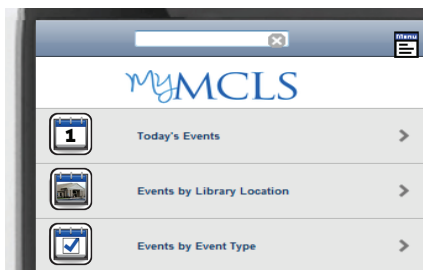 Menu
MyMCLS
1
Today's Events
Events by Library Location
Events by Event Type